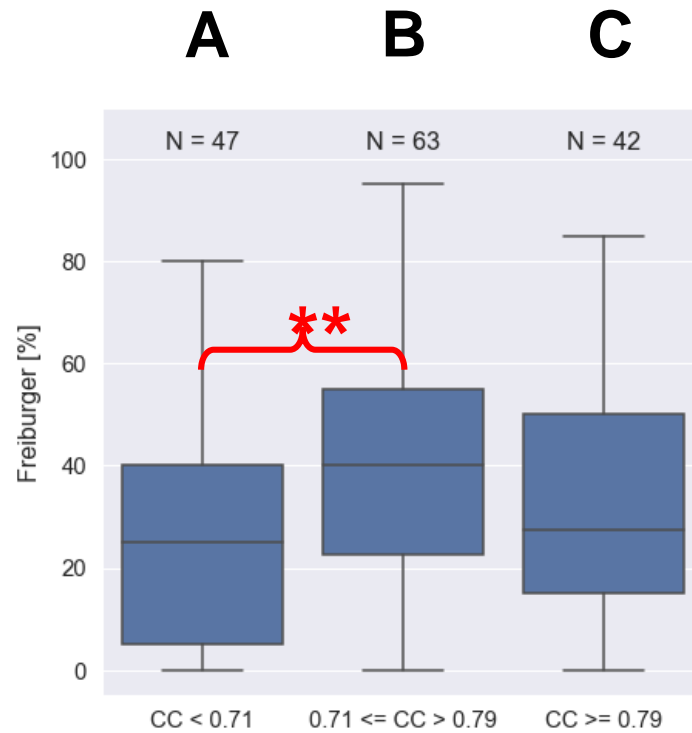 A B C
N = 47 N = 63 N = 42
100
80
**
60
40
20
0
Freiburger [%]
CC < 0.71 0.71 <= CC > 0.79 CC >= 0.79